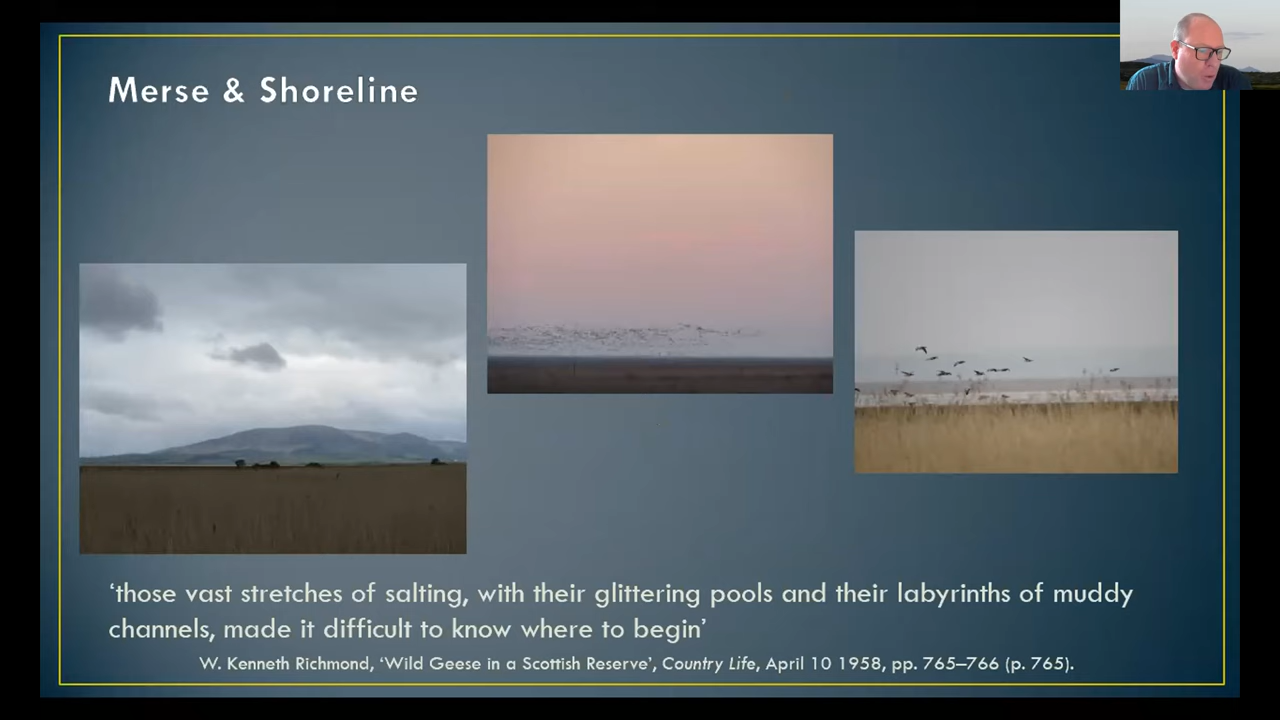 Merse & Shoreline
‘those vast stretches of salting, with their glittering pools and their labyrinths of muddy
channels, made it difficult to know where to begin’
W. Kenneth Richmond, ‘Wild Geese in a Scottish Reserve’, Country Life, April 10 1958, pp. 765–766 (p. 765).